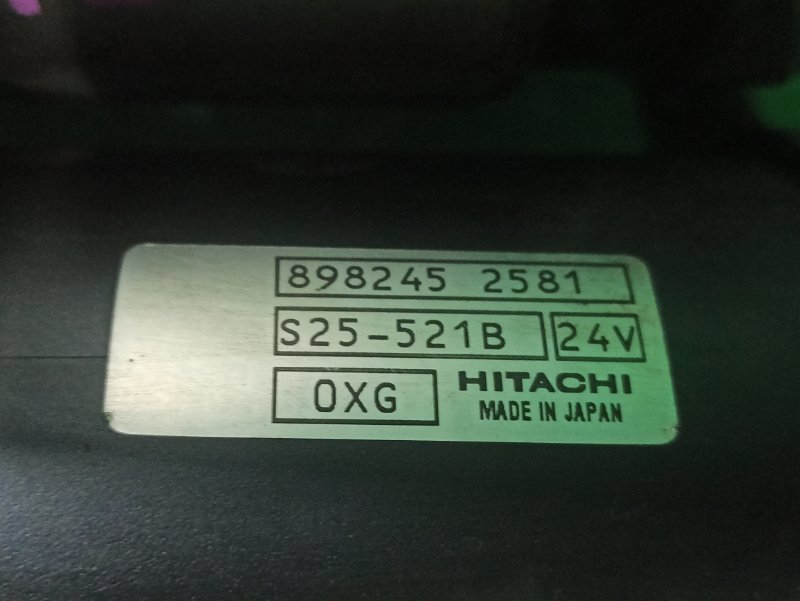 898245 2581
S25-521B 24V
0XG HITACHI
MADE IN JAPAN